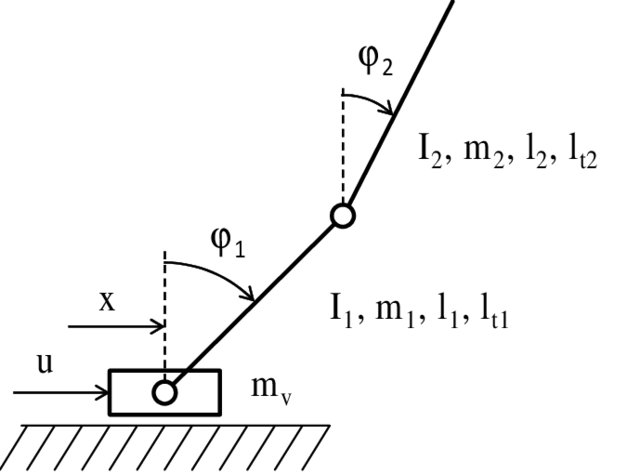 φ₂
I₂, m₂, l₂, lₜ₂
φ₁
x
I₁, m₁, l₁, lₜ₁
u
mᵥ